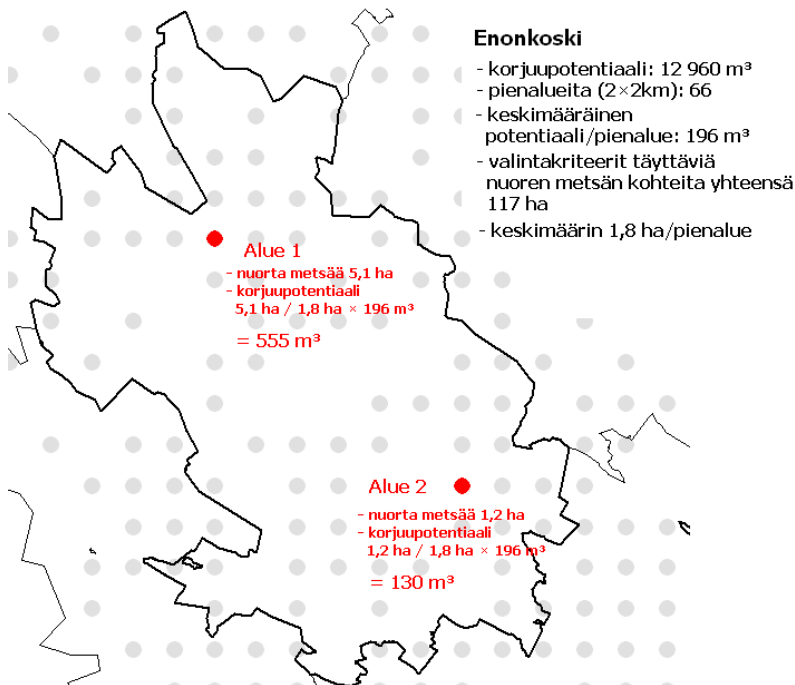 Enonkoski
- korjuupotentiaali: 12 960 m³
- pienalueita (2×2km): 66
- keskimääräinen
potentiaali/pienalue: 196 m³
- valintakriteerit täyttäviä
nuoren metsän kohteita yhteensä
117 ha
- keskimäärin 1,8 ha/pienalue
Alue 1
- nuorta metsää 5,1 ha
- korjuupotentiaali
5,1 ha / 1,8 ha × 196 m³
= 555 m³
Alue 2
- nuorta metsää 1,2 ha
- korjuupotentiaali
1,2 ha / 1,8 ha × 196 m³
= 130 m³